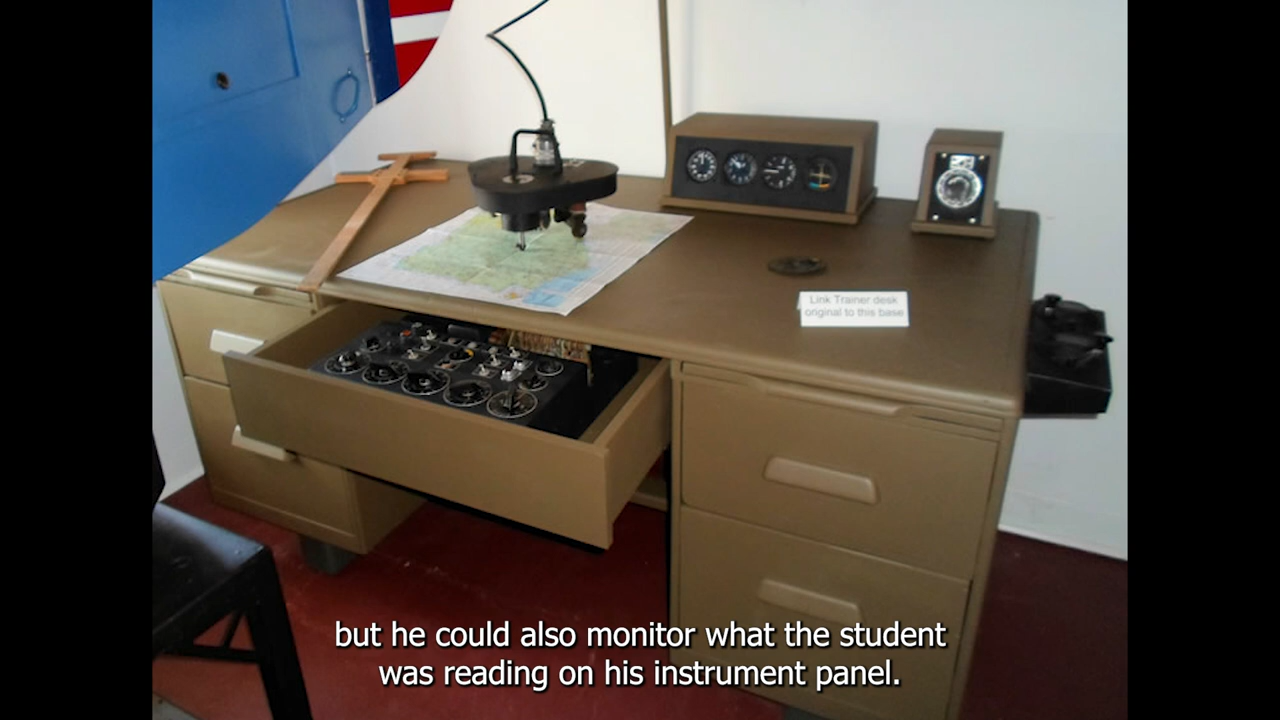 Link Trainer desk
original to this base
but he could also monitor what the student
was reading on his instrument panel.